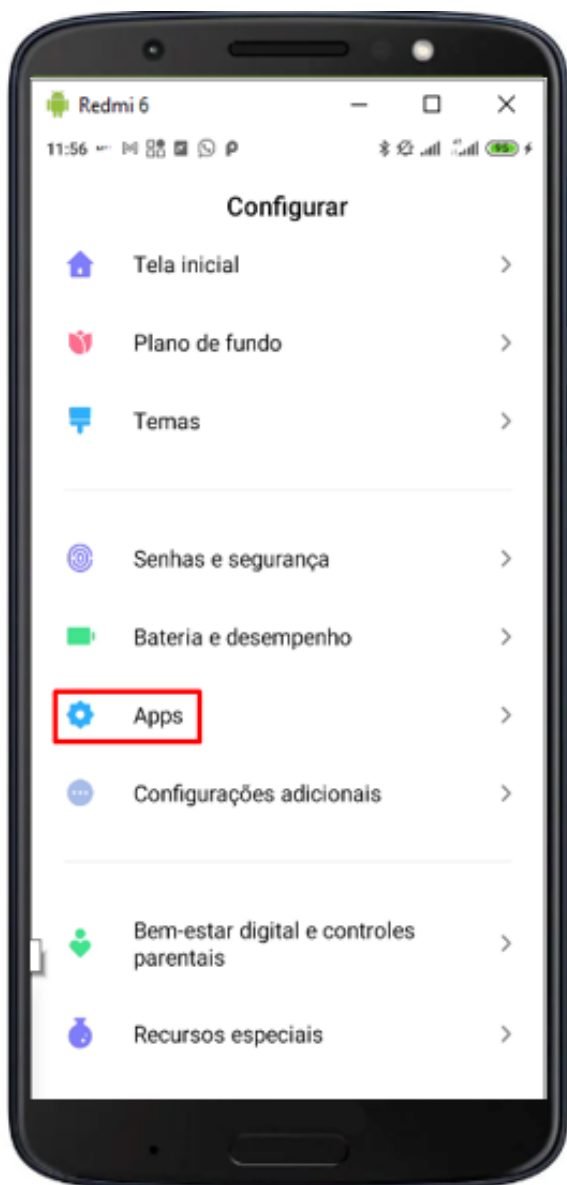 Redmi 6
11:56
95
Configurar
Tela inicial
Plano de fundo
Temas
Senhas e segurança
Bateria e desempenho
Apps
Configurações adicionais
Bem-estar digital e controles
parentais
Recursos especiais